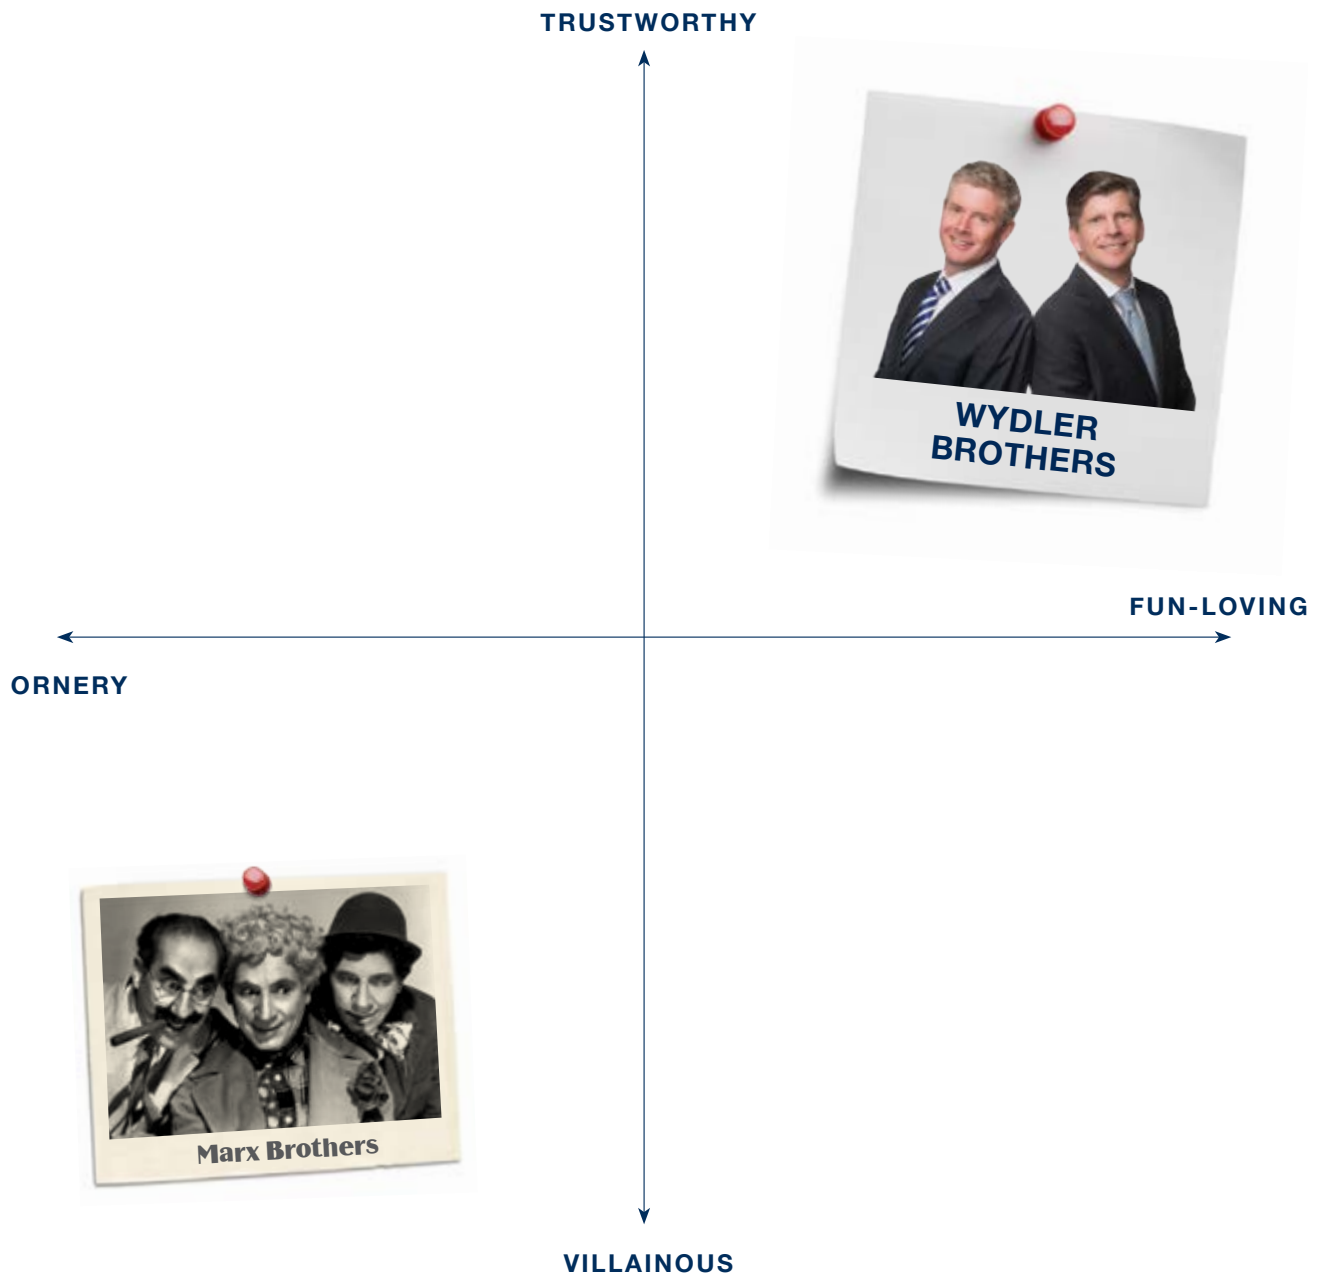 TRUSTWORTHY
WYDLER
BROTHERS
FUN-LOVING
ORNERY
Marx Brothers
VILLAINOUS